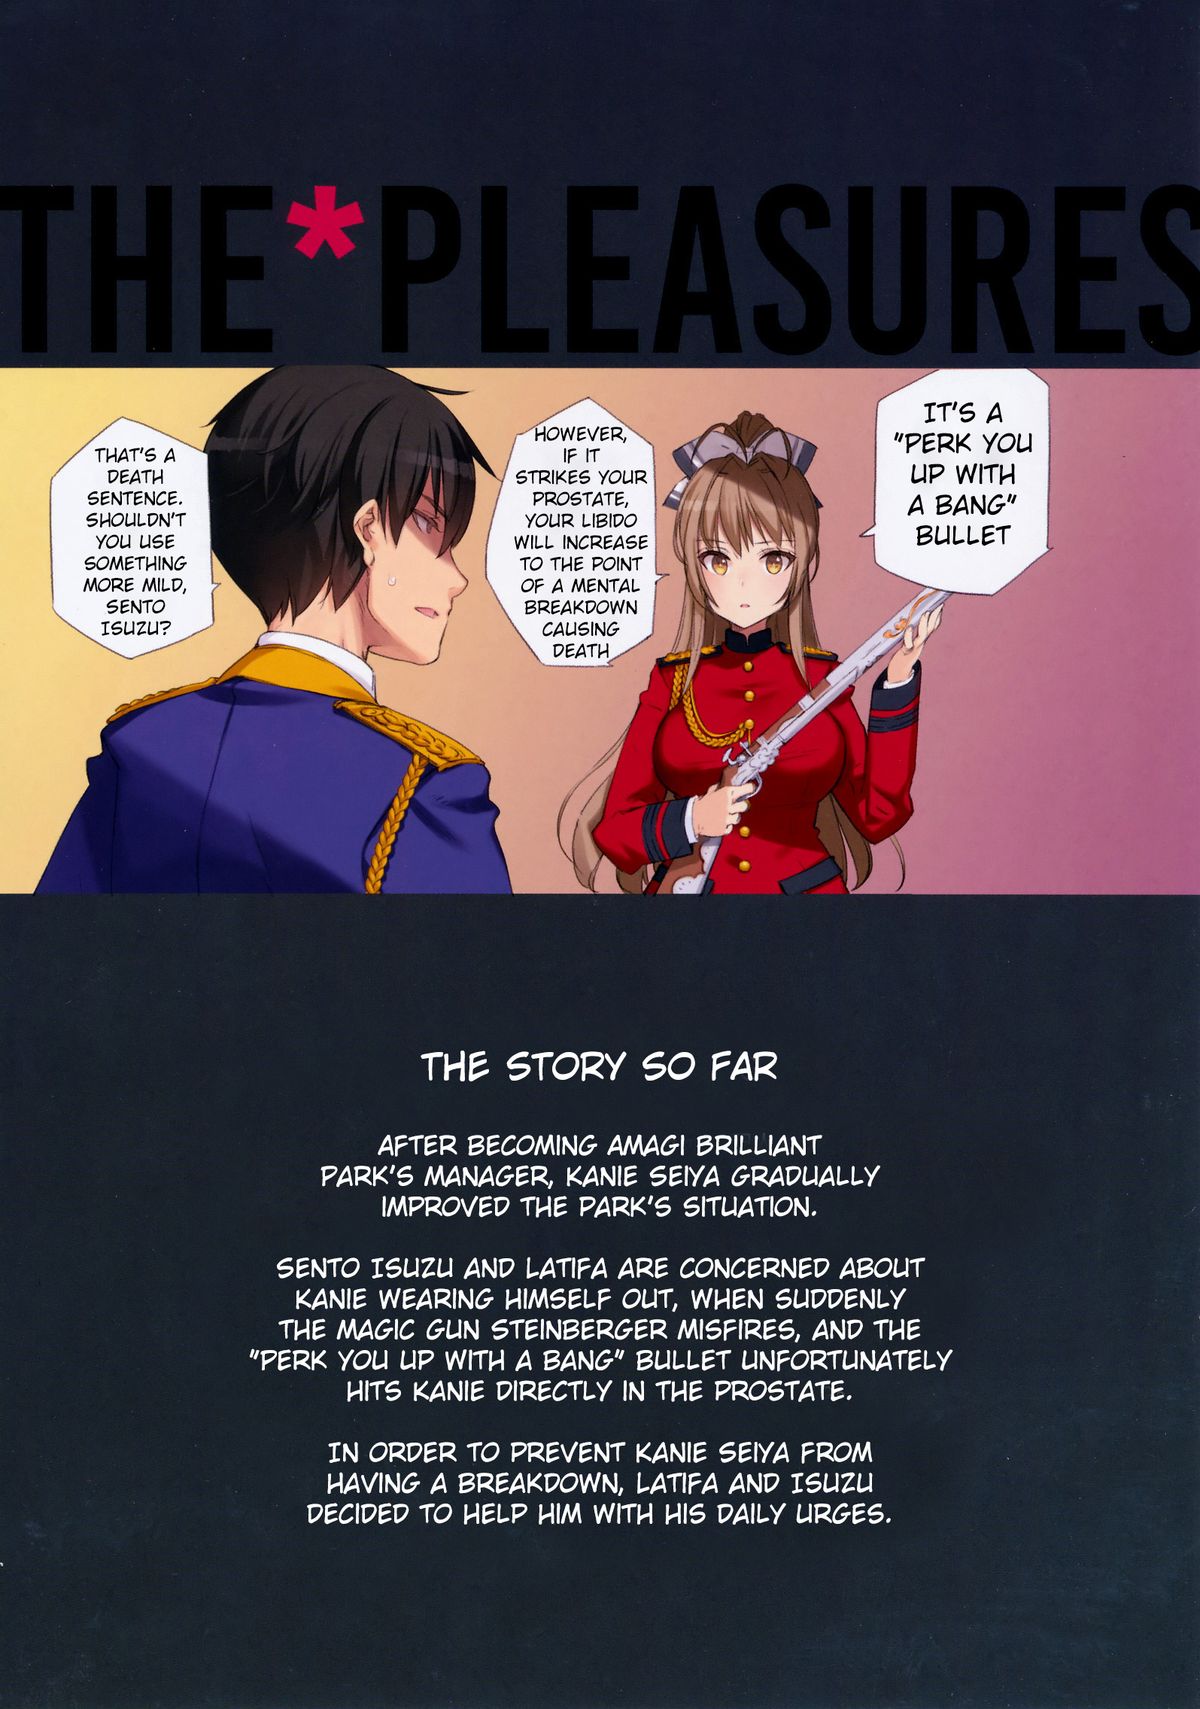 THE*PLEASURES
IT'S A
"PERK YOU
UP WITH
A BANG"
BULLET
HOWEVER,
IF IT
STRIKES YOUR
PROSTATE,
YOUR LIBIDO
WILL INCREASE
TO THE POINT
OF A MENTAL
BREAKDOWN
CAUSING
DEATH
THAT'S A
DEATH
SENTENCE.
SHOULDN'T
YOU USE
SOMETHING
MORE MILD,
SENTO
ISUZU?
THE STORY SO FAR
AFTER BECOMING AMAGI BRILLIANT
PARK'S MANAGER, KANIE SEIYA GRADUALLY
IMPROVED THE PARK'S SITUATION.
SENTO ISUZU AND LATIFA ARE CONCERNED ABOUT
KANIE WEARING HIMSELF OUT, WHEN SUDDENLY
THE MAGIC GUN STEINBERGER MISFIRES, AND THE
"PERK YOU UP WITH A BANG" BULLET UNFORTUNATELY
HITS KANIE DIRECTLY IN THE PROSTATE.
IN ORDER TO PREVENT KANIE SEIYA FROM
HAVING A BREAKDOWN, LATIFA AND ISUZU
DECIDED TO HELP HIM WITH HIS DAILY URGES.